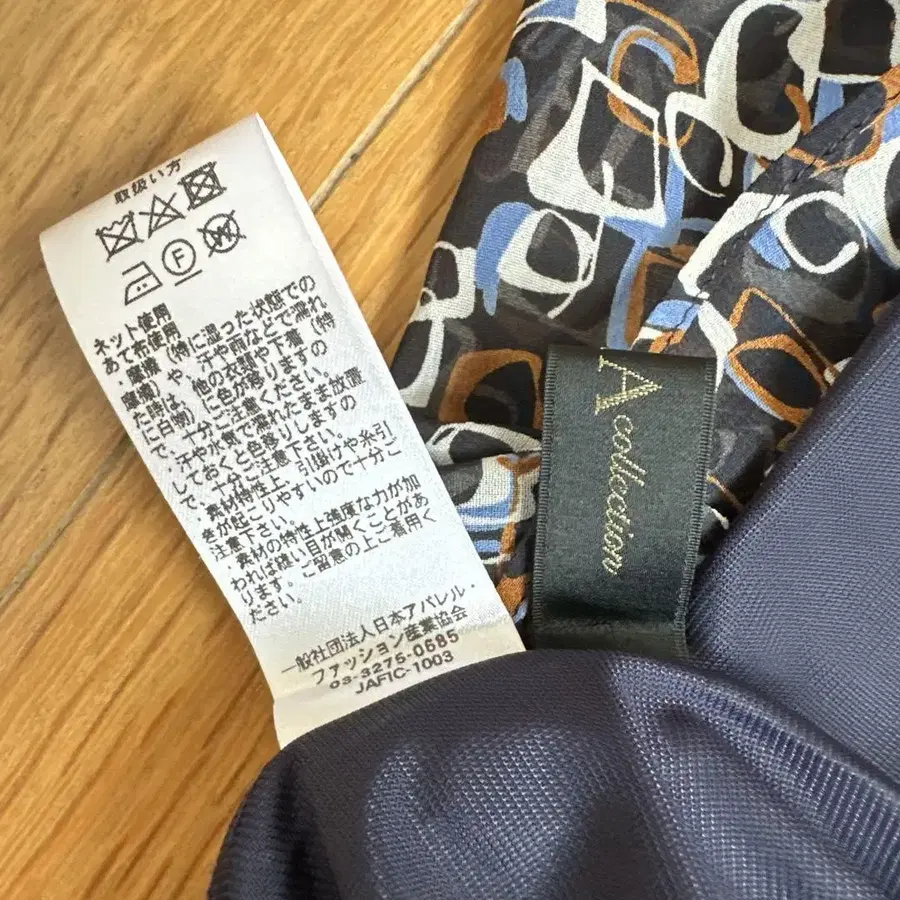 取扱い方
F
W
ネット使用
あて布使用
・摩擦（特に湿った状態での
摩擦）や、汗や雨などで濡れ
た時は、他の衣類や下着（特
に白物）に色が移りますの
で、十分ご注意ください。
・汗や水気で濡れたまま放置
しておくと色移りしますの
で、十分ご注意下さい。
・素材特性上、引掛けや糸引
きが起こりやすいので十分ご
注意下さい。
・素材の特性上強度な力が加
われば縫い目が開くことがあ
ります。ご留意の上ご着用く
ださい。
一般社団法人日本アパレル・
ファッション産業協会
03-3275-0685
JAFIC-1003
A collection